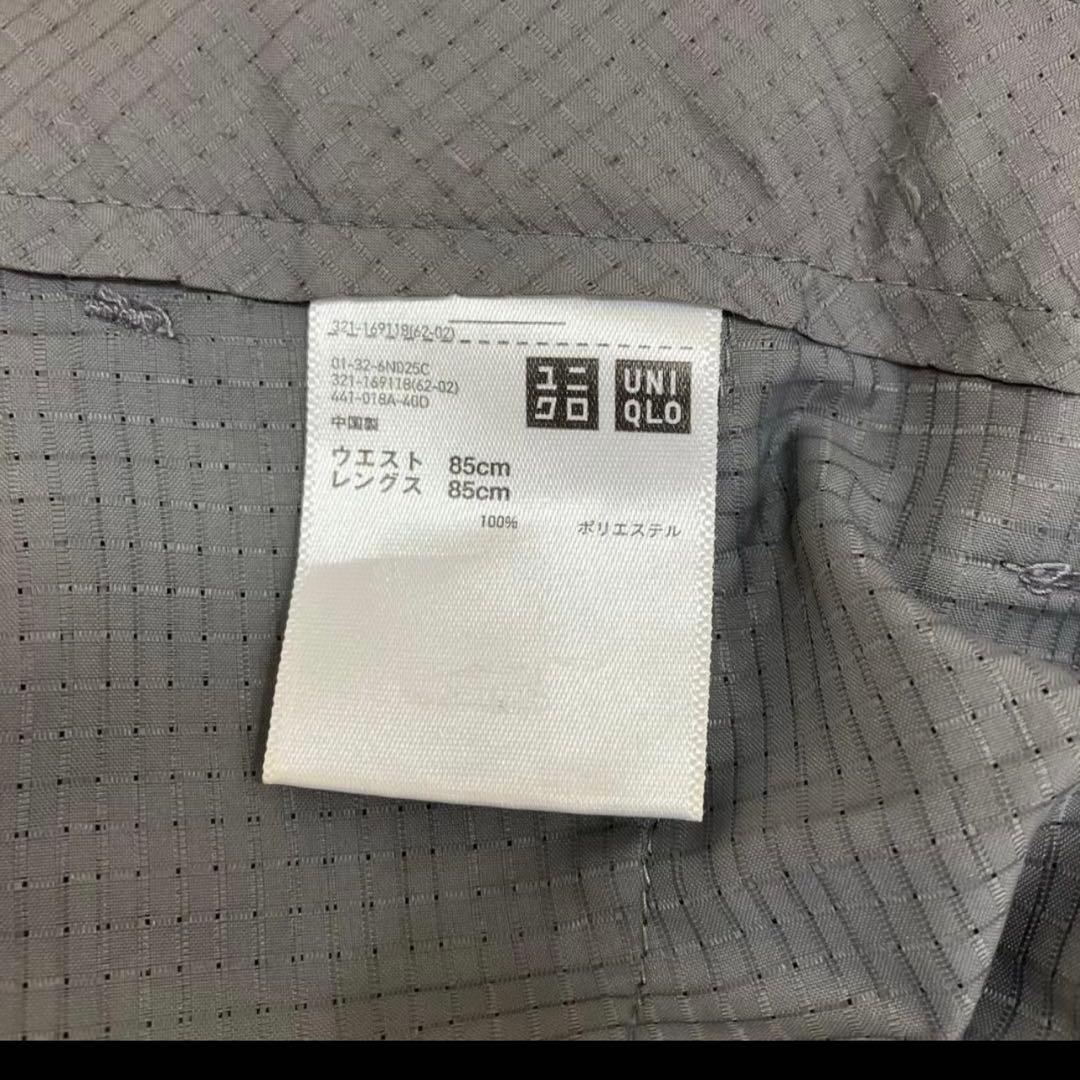 321-169118(62-02)
01-32-6N025C
321-169118(62-02)
441-018A-40D
中国製
ユニ
クロ
UNI
QLO
ウエスト 85cm
レングス 85cm
100% ポリエステル